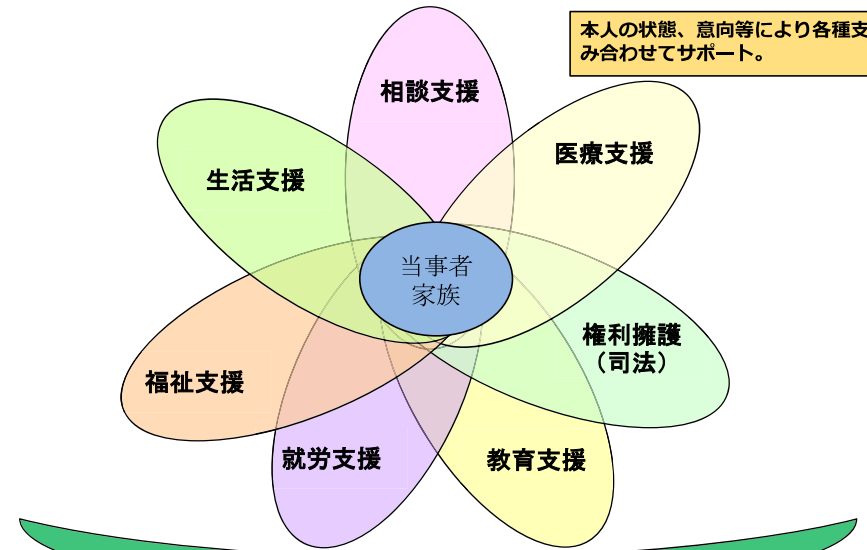 本人の状態、意向等により各種支
み合わせてサポート。
相談支援
医療支援
生活支援
当事者
家族
権利擁護
（司法）
福祉支援
就労支援
教育支援